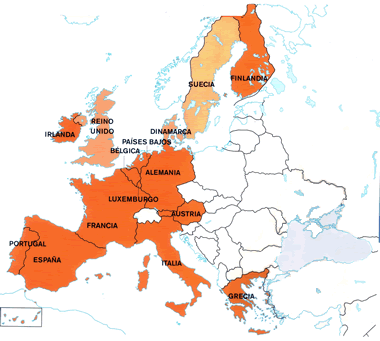 SUECIA
FINLANDIA
REINO
UNIDO
IRLANDA
DINAMARCA
PAÍSES BAJOS
BÉLGICA
ALEMANIA
LUXEMBURGO
AUSTRIA
FRANCIA
PORTUGAL
ESPAÑA
ITALIA
GRECIA